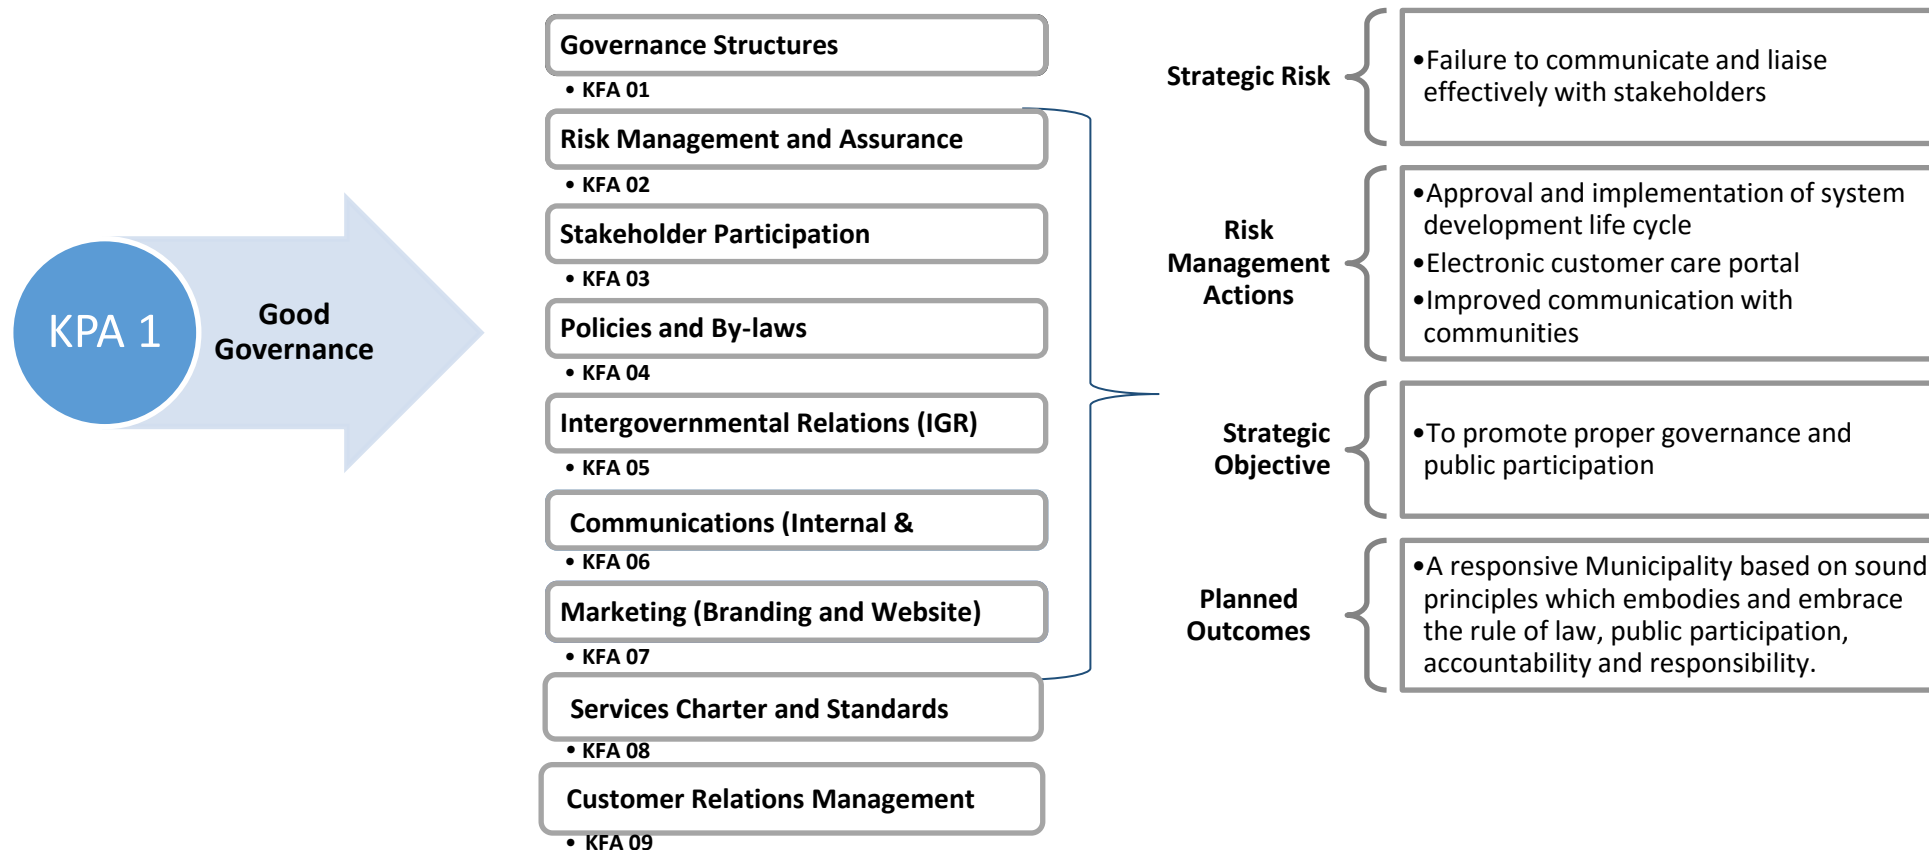 KPA 1
Good
Governance
Governance Structures
• KFA 01
Risk Management and Assurance
• KFA 02
Stakeholder Participation
• KFA 03
Policies and By-laws
• KFA 04
Intergovernmental Relations (IGR)
• KFA 05
Communications (Internal &
• KFA 06
Marketing (Branding and Website)
• KFA 07
Services Charter and Standards
• KFA 08
Customer Relations Management
• KFA 09
Strategic Risk
•Failure to communicate and liaise
effectively with stakeholders
Risk
Management
Actions
•Approval and implementation of system
development life cycle
•Electronic customer care portal
•Improved communication with
communities
Strategic
Objective
•To promote proper governance and
public participation
Planned
Outcomes
•A responsive Municipality based on sound
principles which embodies and embrace
the rule of law, public participation,
accountability and responsibility.